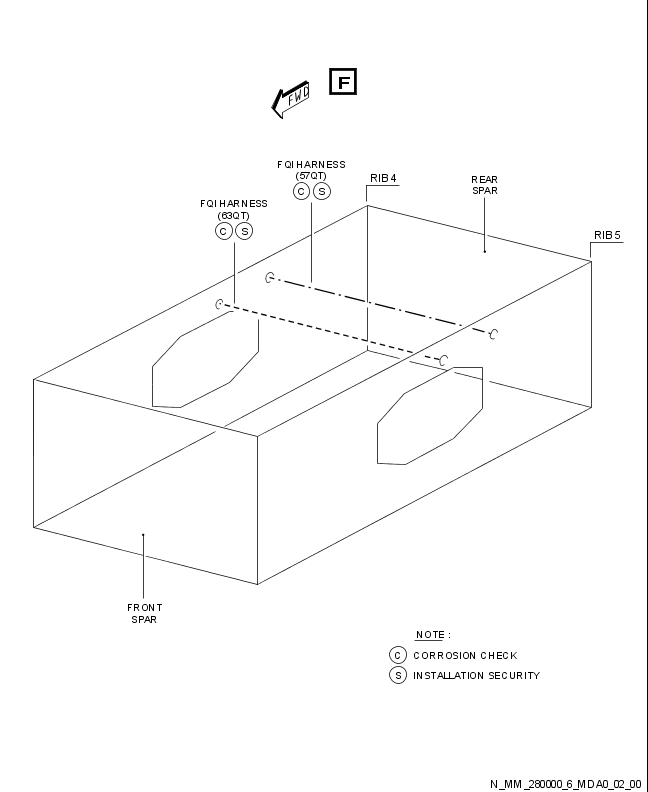 F
FWD
FQI HARNESS
(57QT)
C S
RIB 4
REAR
SPAR
FQI HARNESS
(63QT)
C S
RIB 5
FRONT
SPAR
NOTE :
C CORROSION CHECK
S INSTALLATION SECURITY
N_MM_280000_6_MDA0_02_00